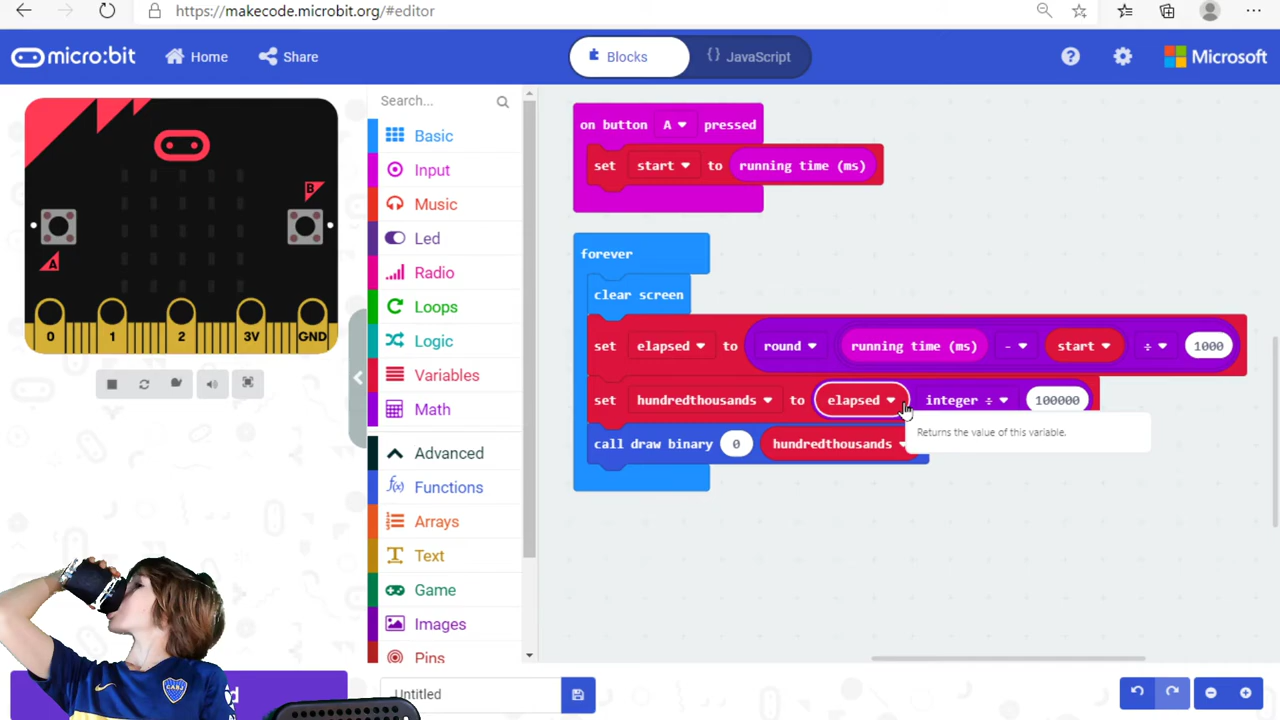 https://makecode.microbit.org/#editor
micro:bit Home Share Blocks {} JavaScript ? Microsoft
Search...
Basic
Input
Music
Led
Radio
Loops
Logic
Variables
Math
Advanced
Functions
Arrays
Text
Game
Images
Pins
A
B
0 1 2 3V GND
on button A pressed
set start to running time (ms)
forever
clear screen
set elapsed to round running time (ms) - start ÷ 1000
set hundredthousands to elapsed integer ÷ 100000
Returns the value of this variable.
call draw binary 0 hundredthousands
Untitled
CABJ